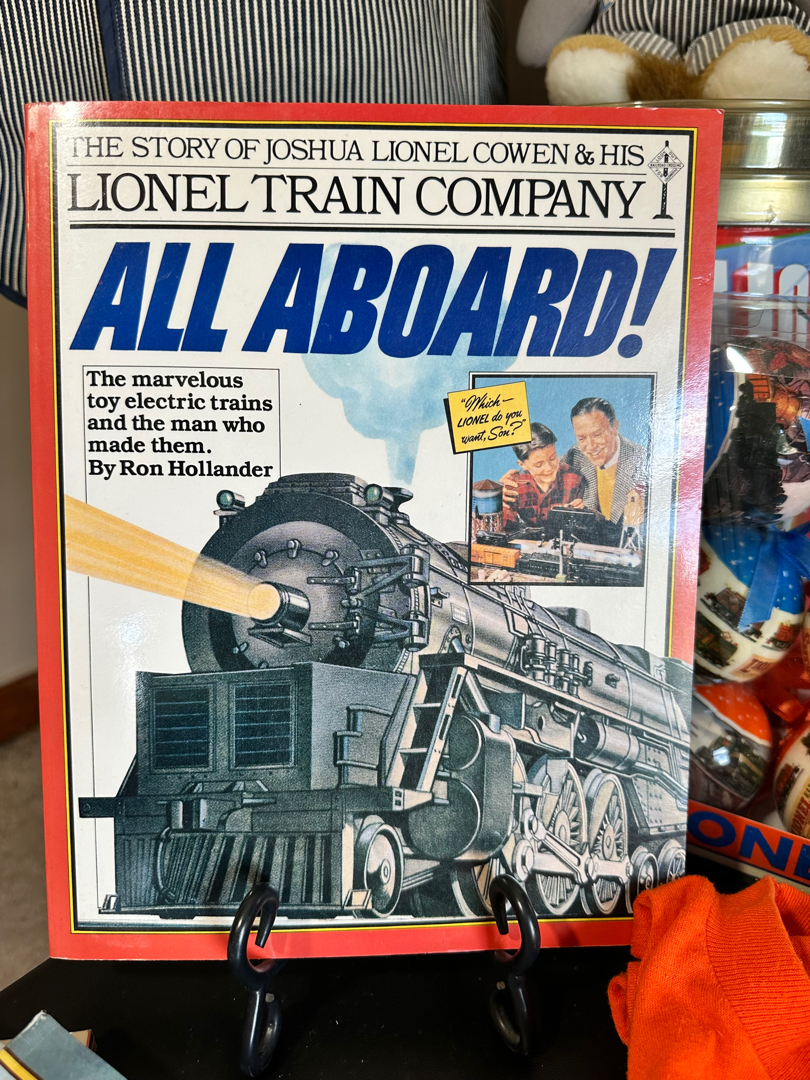 THE STORY OF JOSHUA LIONEL COWEN & HIS
LIONEL TRAIN COMPANY
ALL ABOARD!
The marvelous
toy electric trains
and the man who
made them.
By Ron Hollander
"Which—
LIONEL do you
want, Son?"